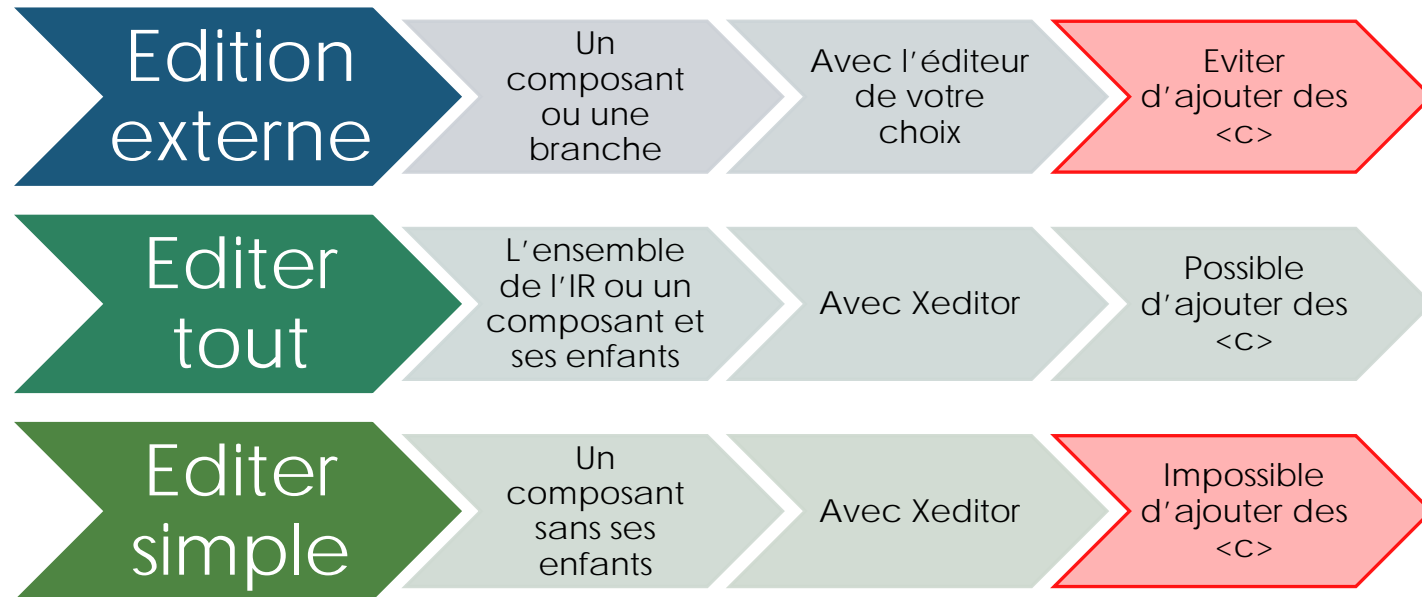 Edition
externe
Un
composant
ou une
branche
Avec l’éditeur
de votre
choix
Eviter
d’ajouter des
<c>
Editer
tout
L’ensemble
de l’IR ou un
composant et
ses enfants
Avec Xeditor
Possible
d’ajouter des
<c>
Editer
simple
Un
composant
sans ses
enfants
Avec Xeditor
Impossible
d’ajouter des
<c>